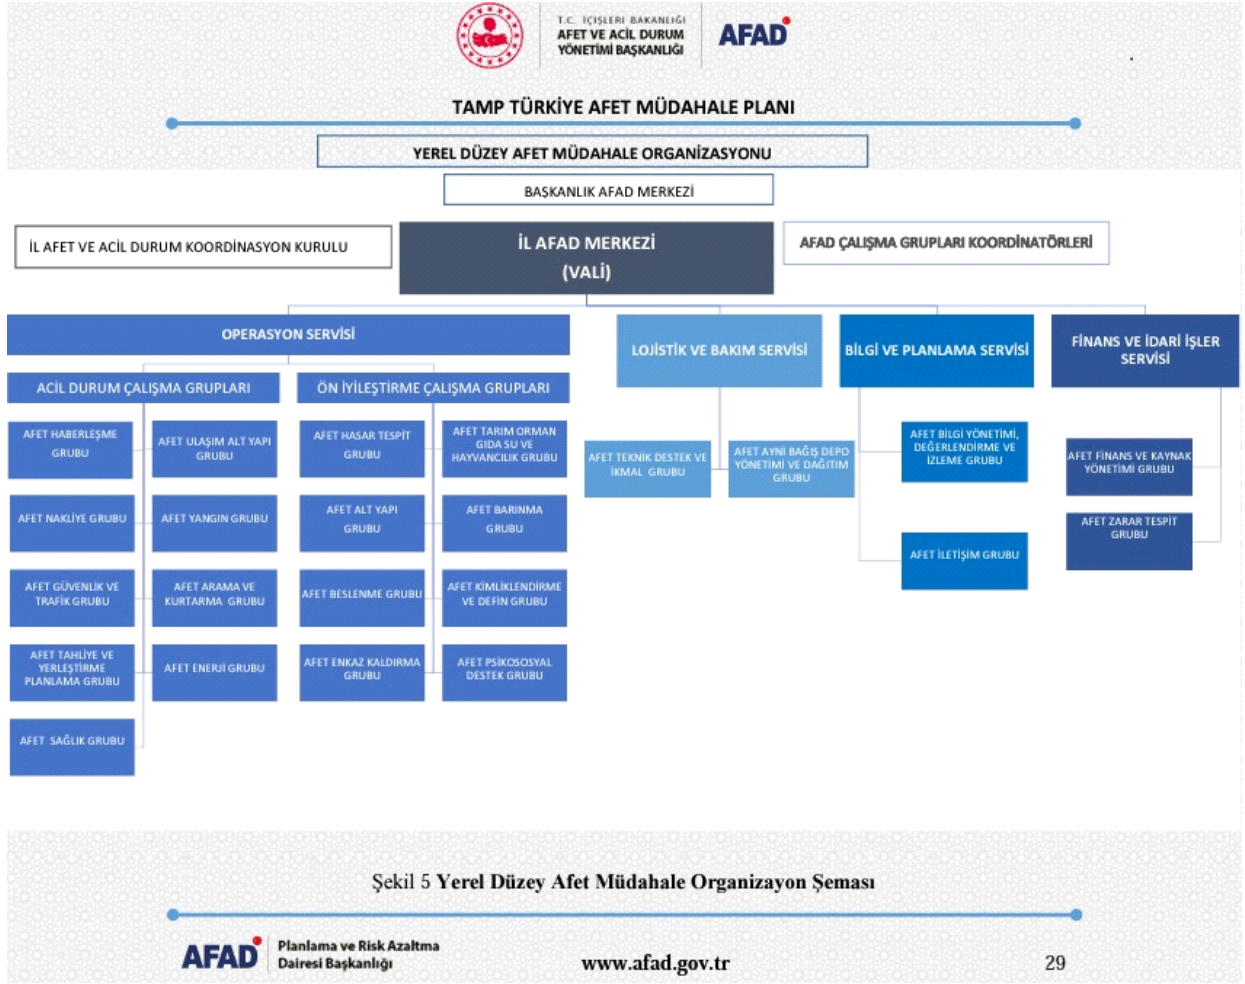 T.C. İÇİŞLERİ BAKANLIĞI
AFET VE ACİL DURUM
YÖNETİMİ BAŞKANLIĞI
AFAD
TAMP TÜRKİYE AFET MÜDAHALE PLANI
YEREL DÜZEY AFET MÜDAHALE ORGANİZASYONU
BAŞKANLIK AFAD MERKEZİ
İL AFET VE ACİL DURUM KOORDİNASYON KURULU
İL AFAD MERKEZİ
(VALİ)
AFAD ÇALIŞMA GRUPLARI KOORDİNATÖRLERİ
OPERASYON SERVİSİ
ACİL DURUM ÇALIŞMA GRUPLARI
AFET HABERLEŞME
GRUBU
AFET ULAŞIM ALT YAPI
GRUBU
AFET NAKLİYE GRUBU
AFET YANGIN GRUBU
AFET GÜVENLİK VE
TRAFİK GRUBU
AFET ARAMA VE
KURTARMA GRUBU
AFET TAHLİYE VE
YERLEŞTİRME
PLANLAMA GRUBU
AFET ENERJİ GRUBU
AFET SAĞLIK GRUBU
ÖN İYİLEŞTİRME ÇALIŞMA GRUPLARI
AFET HASAR TESPİT
GRUBU
AFET TARIM ORMAN
GIDA SU VE
HAYVANCILIK GRUBU
AFET ALT YAPI
GRUBU
AFET BARINMA
GRUBU
AFET BESLENME GRUBU
AFET KİMLİKLENDİRME
VE DEFİN GRUBU
AFET ENKAZ KALDIRMA
GRUBU
AFET PSİKOSOSYAL
DESTEK GRUBU
LOJİSTİK VE BAKIM SERVİSİ
AFET TEKNİK DESTEK VE
İKMAL GRUBU
AFET AYNİ BAĞIŞ DEPO
YÖNETİMİ VE DAĞITIM
GRUBU
BİLGİ VE PLANLAMA SERVİSİ
AFET BİLGİ YÖNETİMİ,
DEĞERLENDİRME VE
İZLEME GRUBU
AFET İLETİŞİM GRUBU
FİNANS VE İDARİ İŞLER
SERVİSİ
AFET FİNANS VE KAYNAK
YÖNETİMİ GRUBU
AFET ZARAR TESPİT
GRUBU
Şekil 5 Yerel Düzey Afet Müdahale Organizayon Şeması
AFAD
Planlama ve Risk Azaltma
Dairesi Başkanlığı
www.afad.gov.tr
29